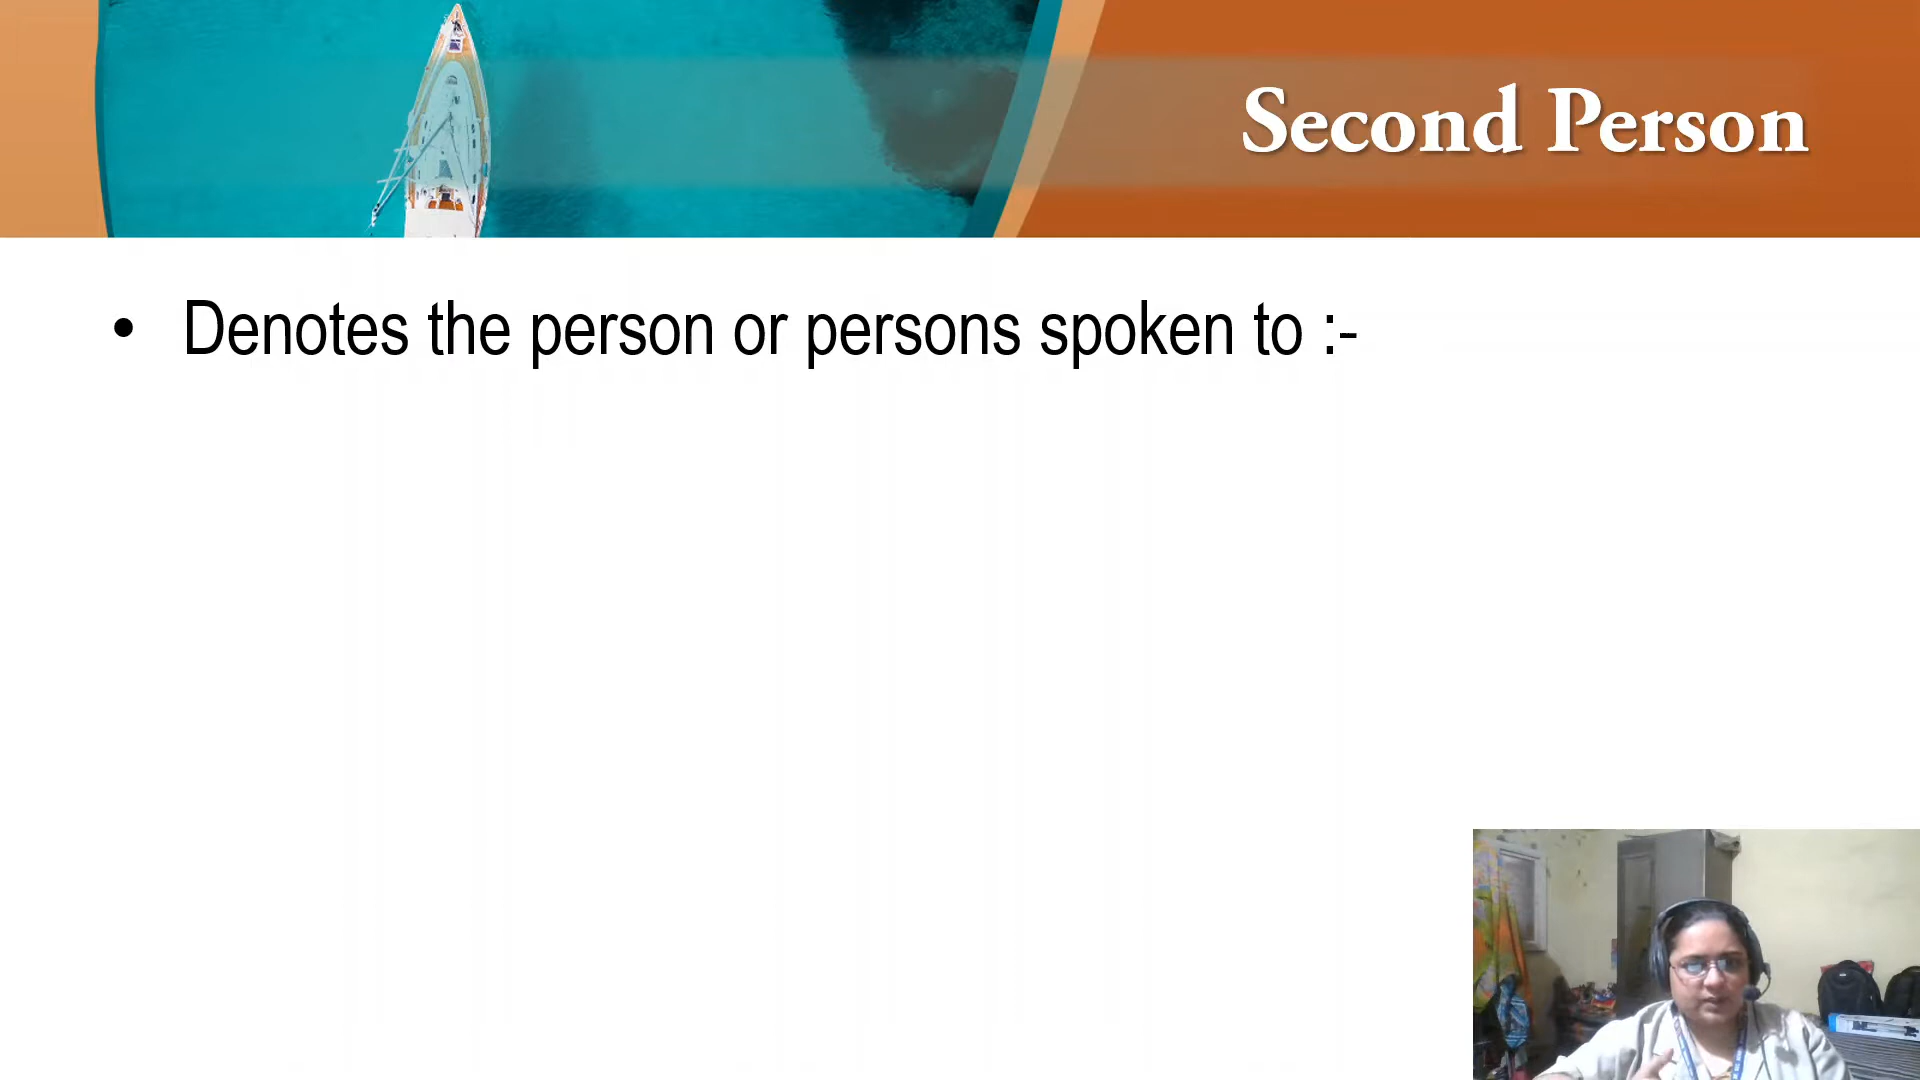 Second Person
• Denotes the person or persons spoken to :-